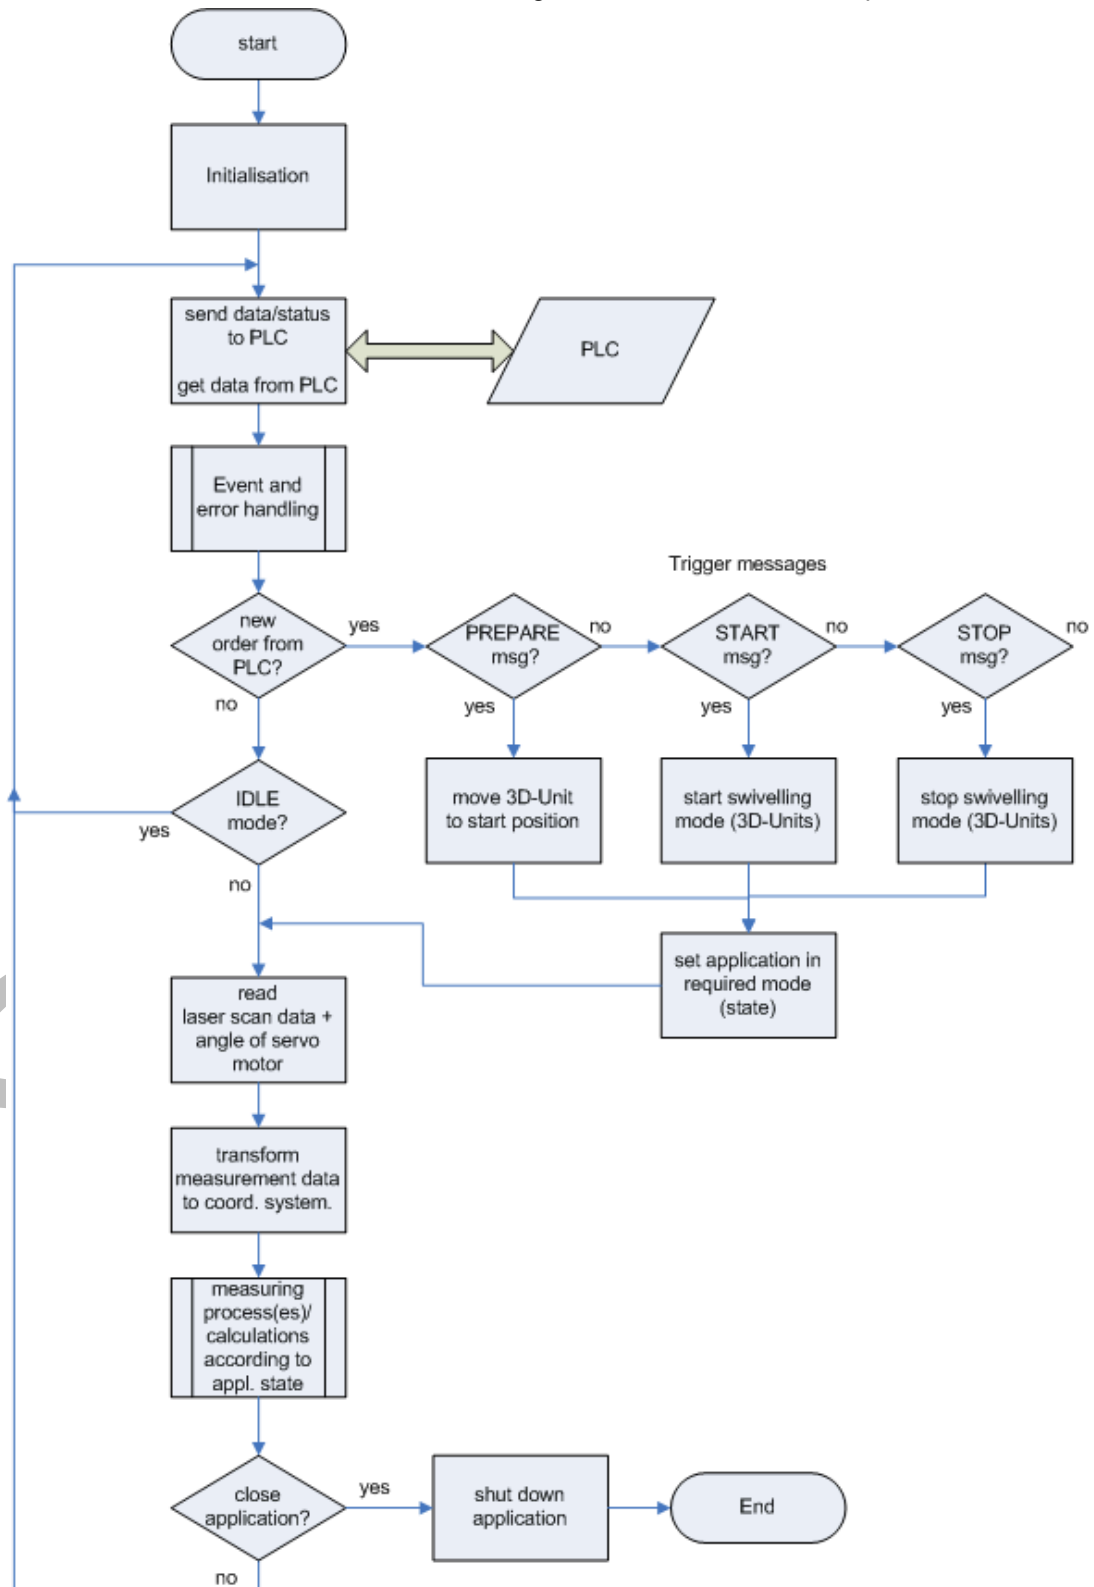 start
Initialisation
send data/status
to PLC
get data from PLC
PLC
Event and
error handling
Trigger messages
new
order from
PLC?
yes
no
PREPARE
msg?
no
yes
START
msg?
no
yes
STOP
msg?
no
yes
IDLE
mode?
yes
no
move 3D-Unit
to start position
start swivelling
mode (3D-Units)
stop swivelling
mode (3D-Units)
set application in
required mode
(state)
read
laser scan data +
angle of servo
motor
transform
measurement data
to coord. system.
measuring
process(es)/
calculations
according to
appl. state
close
application?
yes
no
shut down
application
End